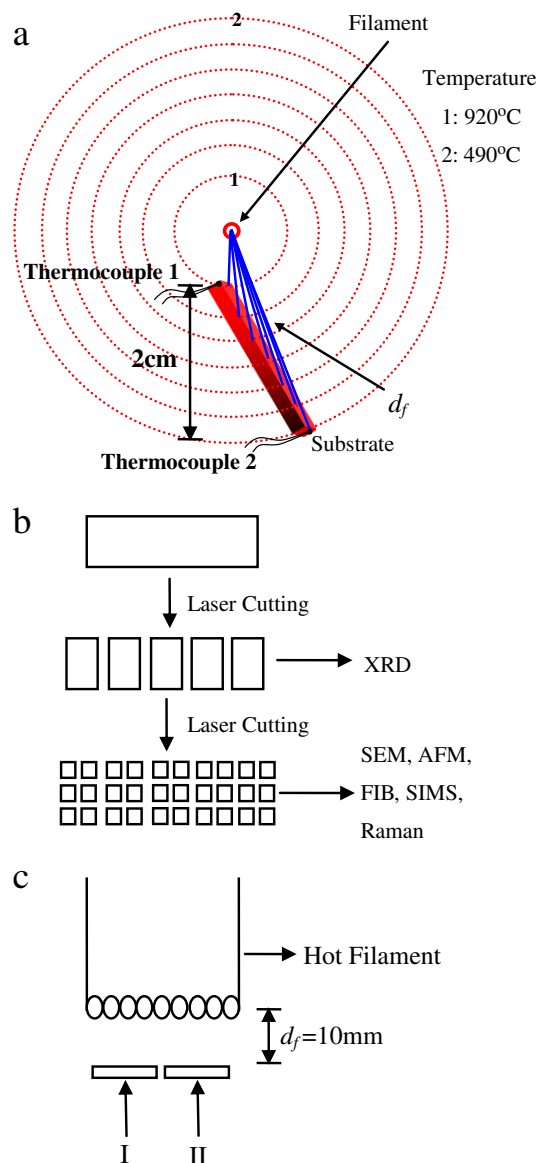 a
2
Filament
Temperature
1: 920°C
2: 490°C
1
Thermocouple 1
2cm
d_f
Thermocouple 2
Substrate
b
Laser Cutting
XRD
Laser Cutting
SEM, AFM,
FIB, SIMS,
Raman
c
Hot Filament
d_f=10mm
I
II